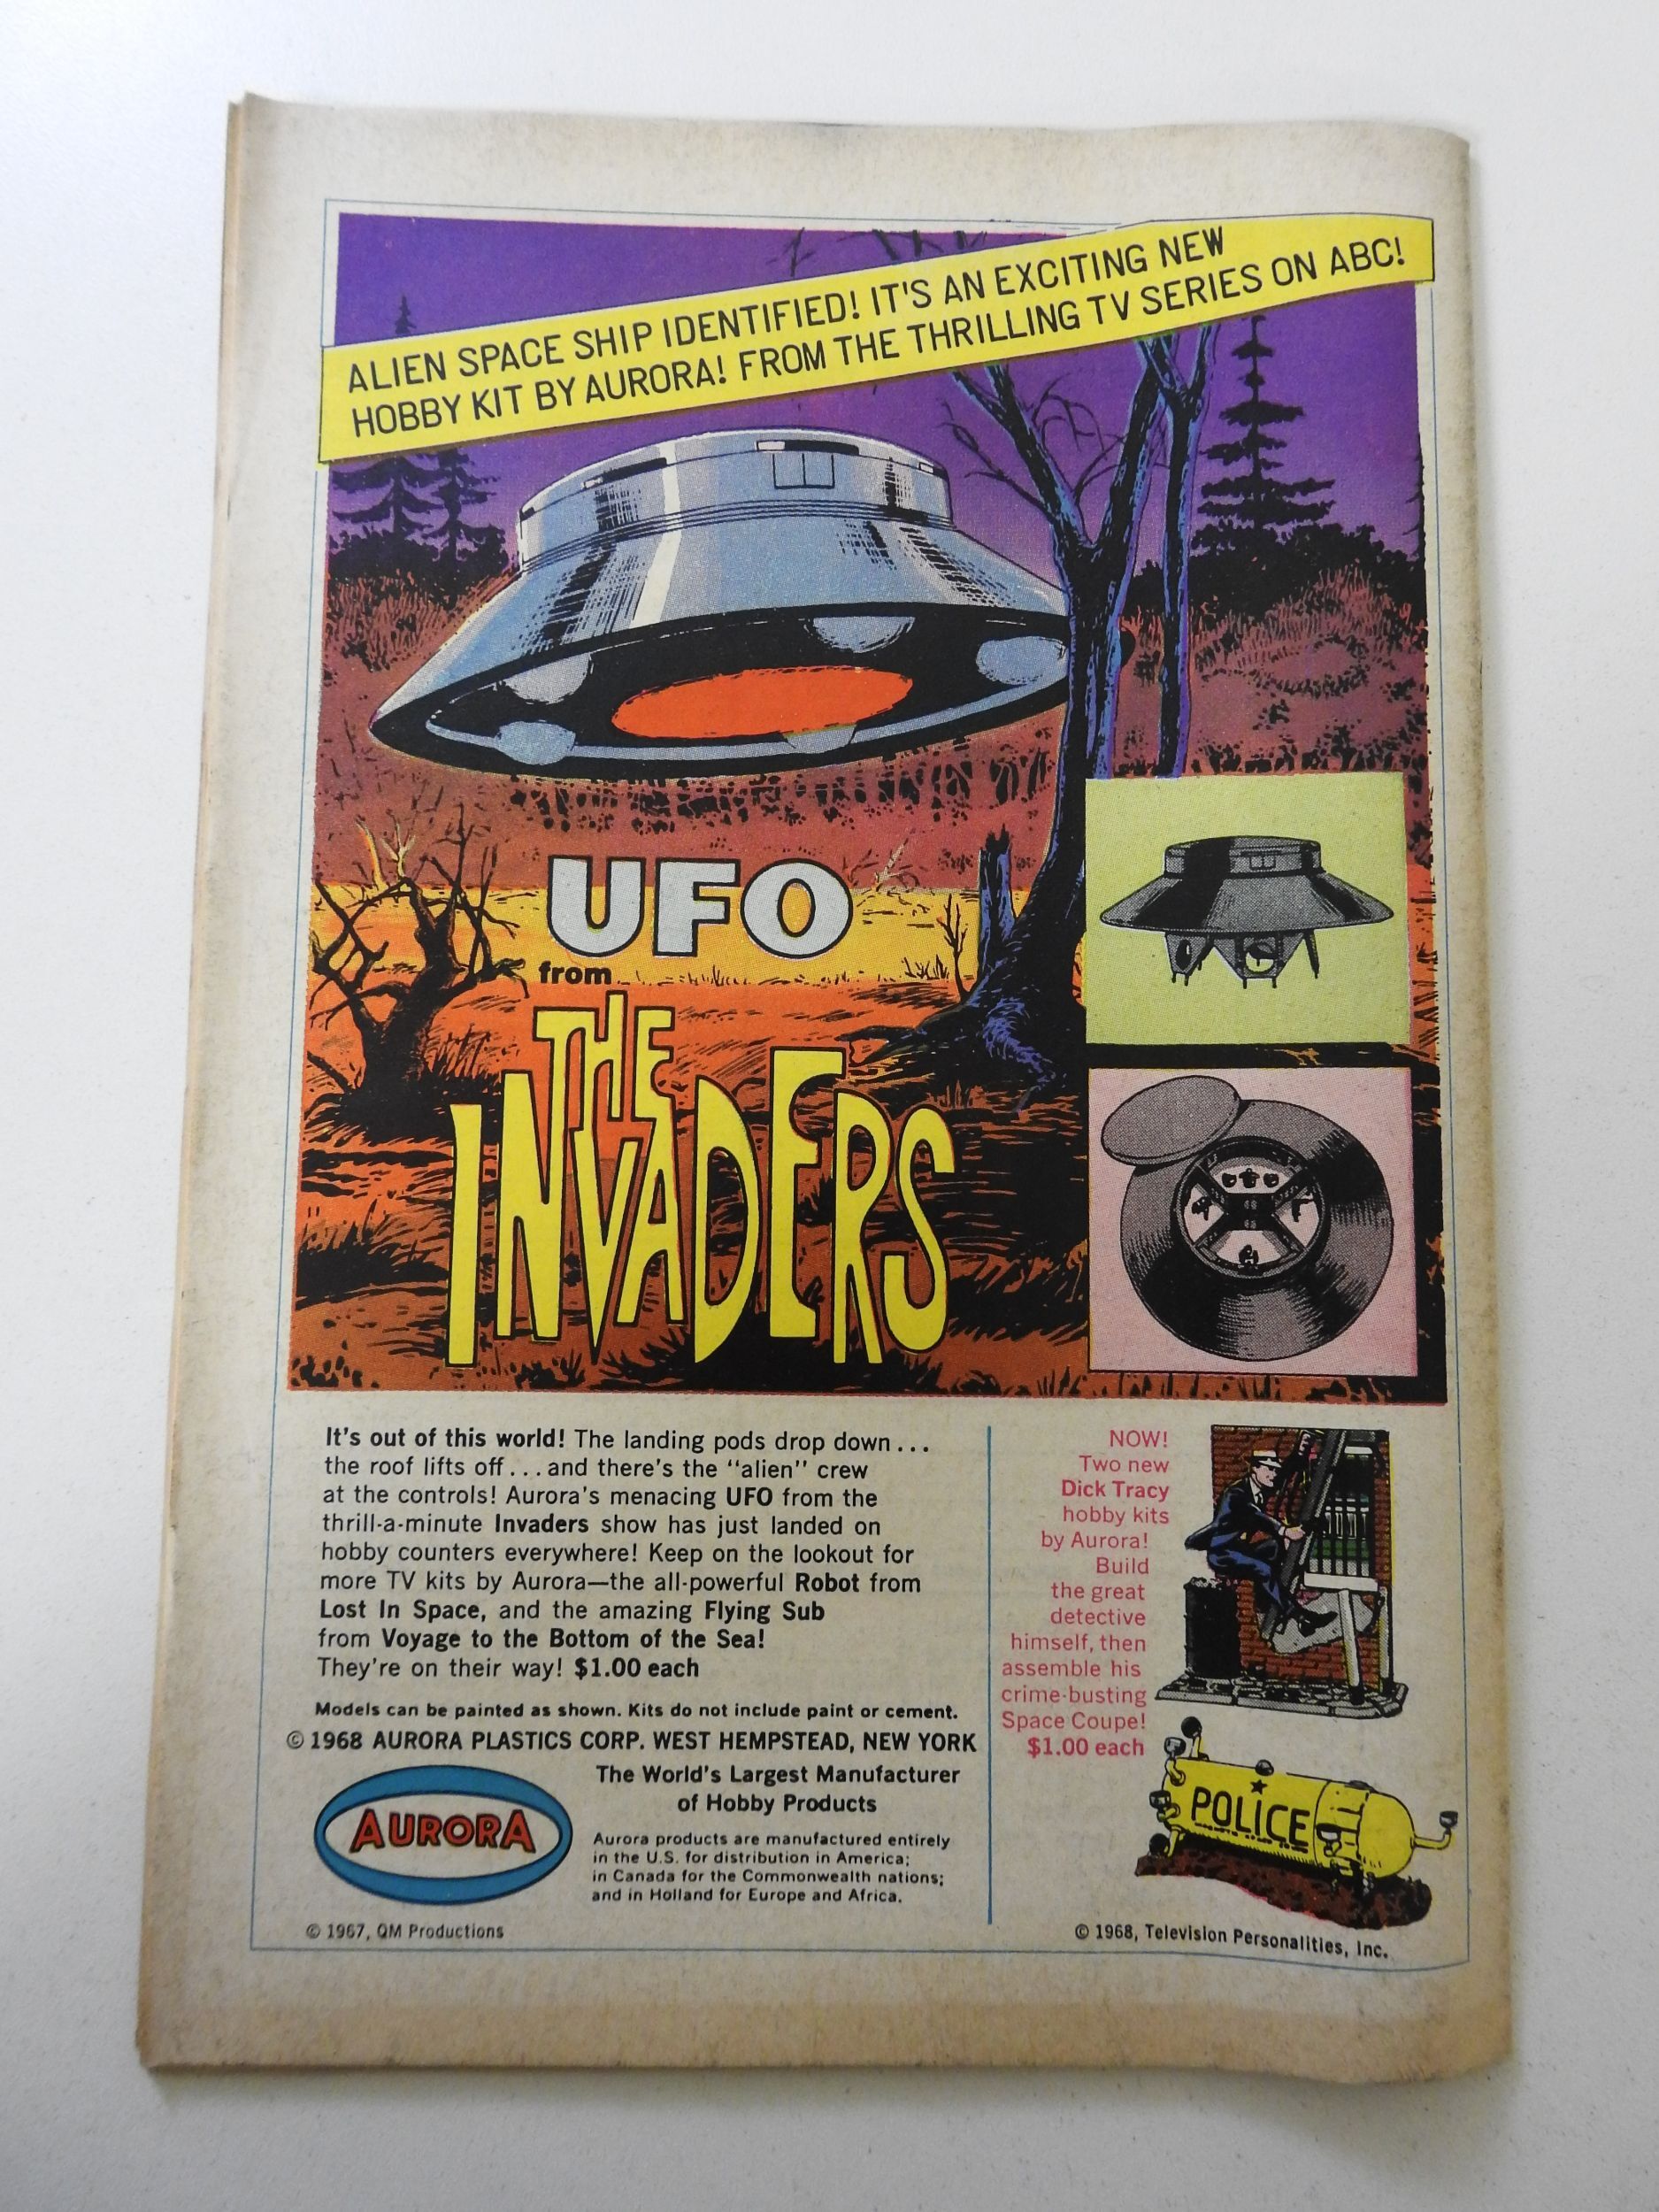 ALIEN SPACE SHIP IDENTIFIED! IT'S AN EXCITING NEW
HOBBY KIT BY AURORA! FROM THE THRILLING TV SERIES ON ABC!
UFO
from
THE
INVADERS
It's out of this world! The landing pods drop down...
the roof lifts off...and there's the "alien" crew
at the controls! Aurora's menacing UFO from the
thrill-a-minute Invaders show has just landed on
hobby counters everywhere! Keep on the lookout for
more TV kits by Aurora—the all-powerful Robot from
Lost In Space, and the amazing Flying Sub
from Voyage to the Bottom of the Sea!
They're on their way! $1.00 each
Models can be painted as shown. Kits do not include paint or cement.
© 1968 AURORA PLASTICS CORP. WEST HEMPSTEAD, NEW YORK
AURORA
The World's Largest Manufacturer
of Hobby Products
Aurora products are manufactured entirely
in the U.S. for distribution in America;
in Canada for the Commonwealth nations;
and in Holland for Europe and Africa.
© 1967, QM Productions
NOW!
Two new
Dick Tracy
hobby kits
by Aurora!
Build
the great
detective
himself, then
assemble his
crime-busting
Space Coupe!
$1.00 each
POLICE
© 1968, Television Personalities, Inc.